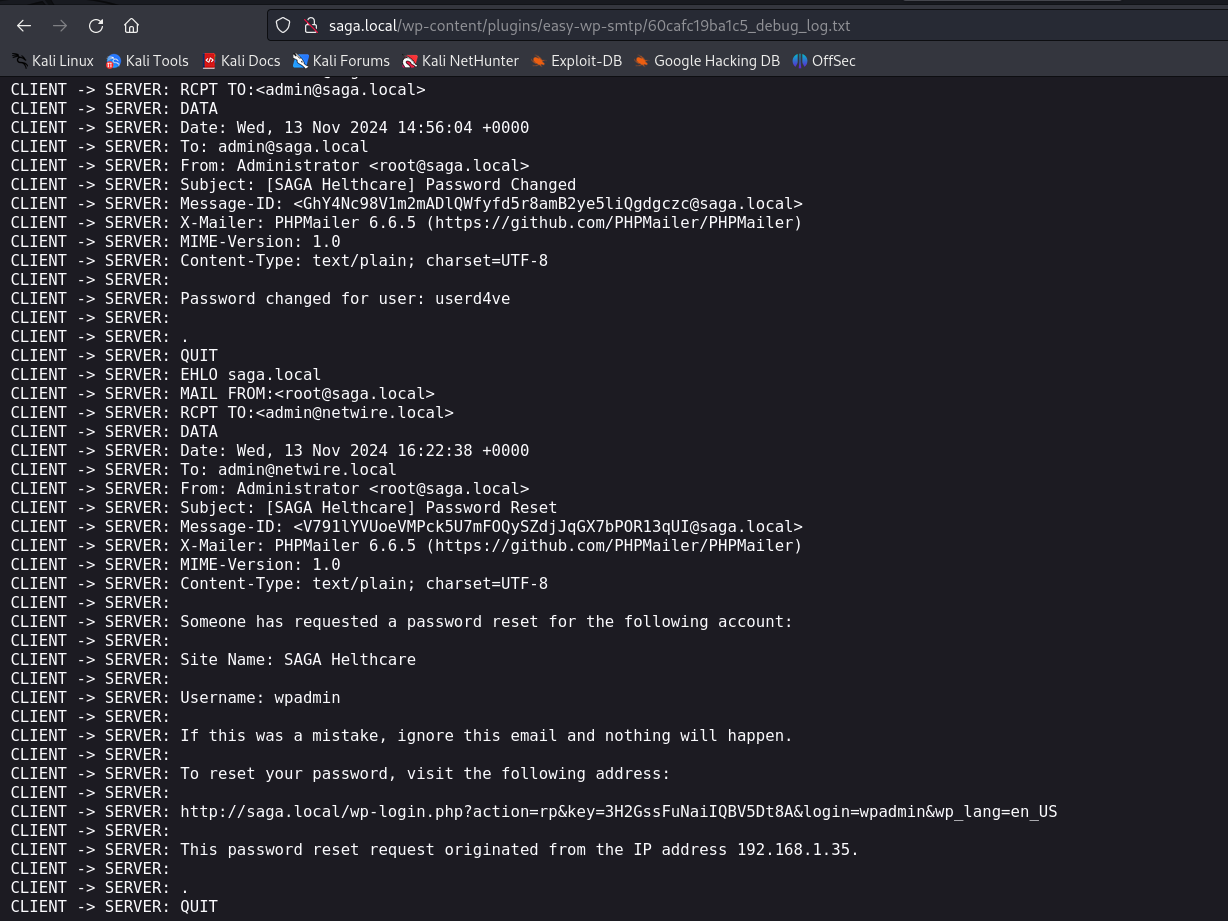 saga.local/wp-content/plugins/easy-wp-smtp/60cafc19ba1c5_debug_log.txt
Kali Linux Kali Tools Kali Docs Kali Forums Kali NetHunter Exploit-DB Google Hacking DB OffSec
CLIENT -> SERVER: RCPT TO:<admin@saga.local>
CLIENT -> SERVER: DATA
CLIENT -> SERVER: Date: Wed, 13 Nov 2024 14:56:04 +0000
CLIENT -> SERVER: To: admin@saga.local
CLIENT -> SERVER: From: Administrator <root@saga.local>
CLIENT -> SERVER: Subject: [SAGA Helthcare] Password Changed
CLIENT -> SERVER: Message-ID: <GhY4Nc98V1m2mADlQWfyfd5r8amB2ye5liQgdgczc@saga.local>
CLIENT -> SERVER: X-Mailer: PHPMailer 6.6.5 (https://github.com/PHPMailer/PHPMailer)
CLIENT -> SERVER: MIME-Version: 1.0
CLIENT -> SERVER: Content-Type: text/plain; charset=UTF-8
CLIENT -> SERVER:
CLIENT -> SERVER: Password changed for user: userd4ve
CLIENT -> SERVER:
CLIENT -> SERVER: .
CLIENT -> SERVER: QUIT
CLIENT -> SERVER: EHLO saga.local
CLIENT -> SERVER: MAIL FROM:<root@saga.local>
CLIENT -> SERVER: RCPT TO:<admin@netwire.local>
CLIENT -> SERVER: DATA
CLIENT -> SERVER: Date: Wed, 13 Nov 2024 16:22:38 +0000
CLIENT -> SERVER: To: admin@netwire.local
CLIENT -> SERVER: From: Administrator <root@saga.local>
CLIENT -> SERVER: Subject: [SAGA Helthcare] Password Reset
CLIENT -> SERVER: Message-ID: <V791lYVUoeVMPck5U7mFOQySZdjJqGX7bPOR13qUI@saga.local>
CLIENT -> SERVER: X-Mailer: PHPMailer 6.6.5 (https://github.com/PHPMailer/PHPMailer)
CLIENT -> SERVER: MIME-Version: 1.0
CLIENT -> SERVER: Content-Type: text/plain; charset=UTF-8
CLIENT -> SERVER:
CLIENT -> SERVER: Someone has requested a password reset for the following account:
CLIENT -> SERVER:
CLIENT -> SERVER: Site Name: SAGA Helthcare
CLIENT -> SERVER:
CLIENT -> SERVER: Username: wpadmin
CLIENT -> SERVER:
CLIENT -> SERVER: If this was a mistake, ignore this email and nothing will happen.
CLIENT -> SERVER:
CLIENT -> SERVER: To reset your password, visit the following address:
CLIENT -> SERVER:
CLIENT -> SERVER: http://saga.local/wp-login.php?action=rp&key=3H2GssFuNaiIQBV5Dt8A&login=wpadmin&wp_lang=en_US
CLIENT -> SERVER:
CLIENT -> SERVER: This password reset request originated from the IP address 192.168.1.35.
CLIENT -> SERVER:
CLIENT -> SERVER: .
CLIENT -> SERVER: QUIT